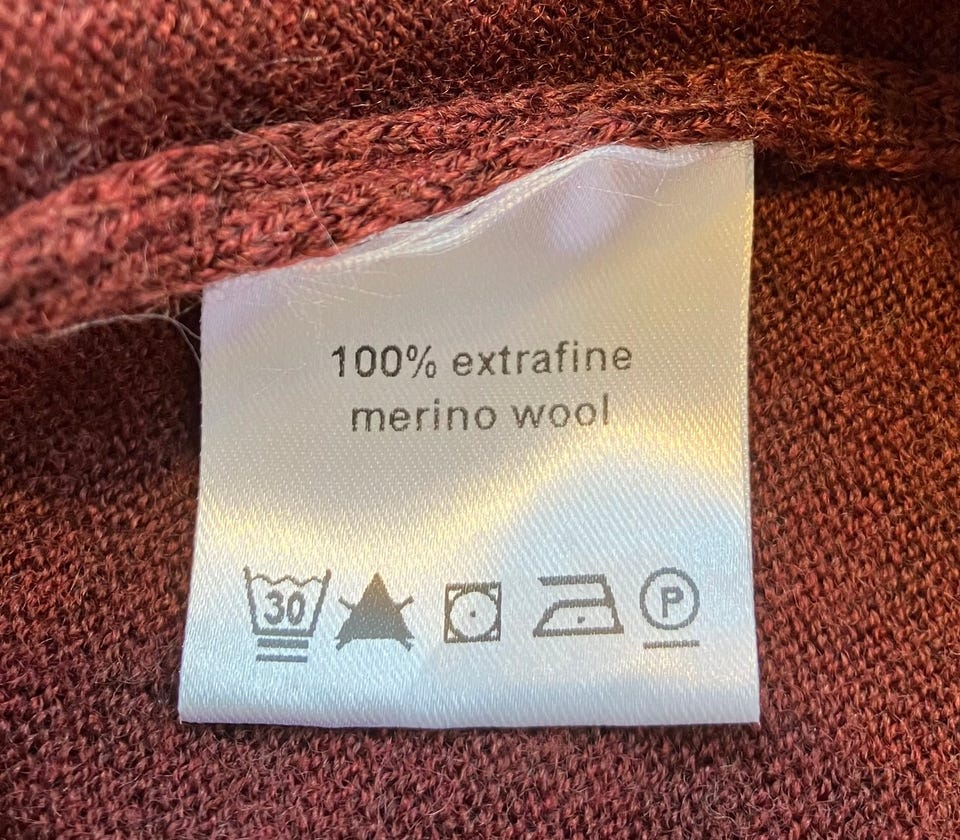 100% extrafine
merino wool
30 P